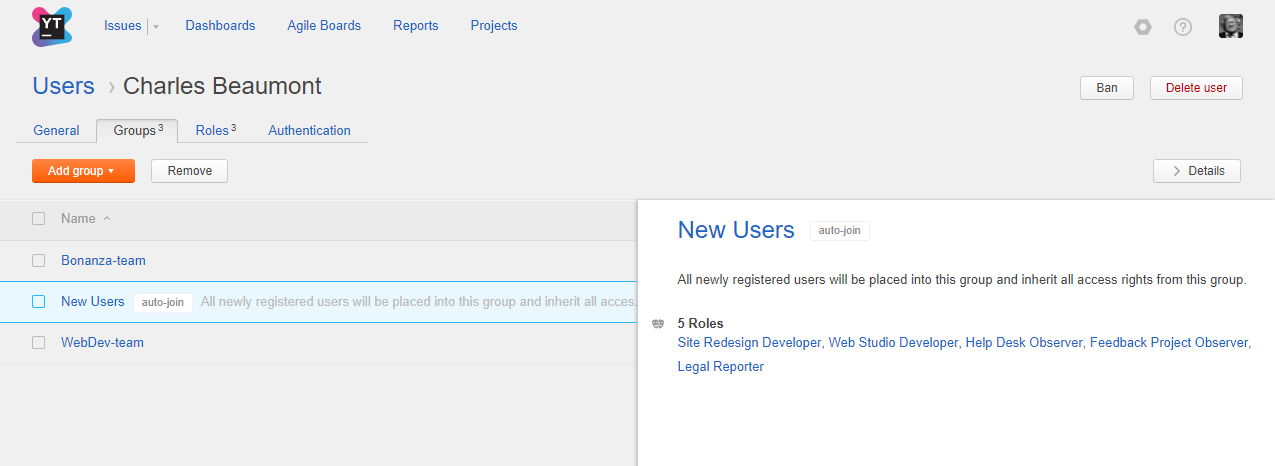 YT Issues Dashboards Agile Boards Reports Projects
Users › Charles Beaumont Ban Delete user
General Groups 3 Roles 3 Authentication
Add group Remove Details
Name
Bonanza-team
New Users auto-join All newly registered users will be placed into this group and inherit all acces.
WebDev-team
New Users auto-join
All newly registered users will be placed into this group and inherit all access rights from this group.
5 Roles
Site Redesign Developer, Web Studio Developer, Help Desk Observer, Feedback Project Observer,
Legal Reporter